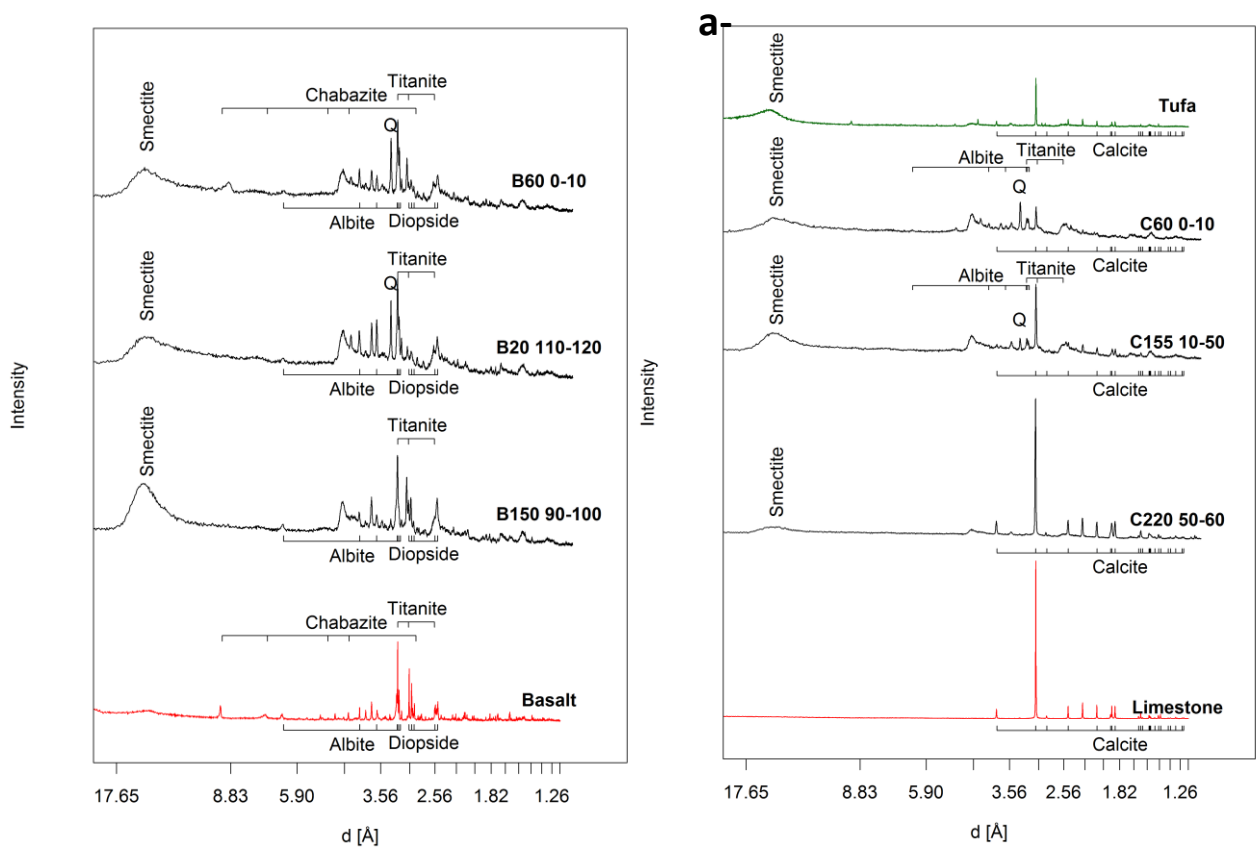 a-
Titanite
Chabazite
Smectite
Q
B60 0-10
Albite
Diopside
Titanite
Smectite
Q
B20 110-120
Albite
Diopside
Titanite
Smectite
B150 90-100
Albite
Diopside
Titanite
Chabazite
Basalt
Albite
Diopside
Intensity
17.65 8.83 5.90 3.56 2.56 1.82 1.26
d [Å]
Smectite
Tufa
Titanite
Albite
Calcite
Smectite
Q
C60 0-10
Calcite
Albite
Titanite
Smectite
Q
C155 10-50
Calcite
Smectite
C220 50-60
Calcite
Limestone
Calcite
Intensity
17.65 8.83 5.90 3.56 2.56 1.82 1.26
d [Å]